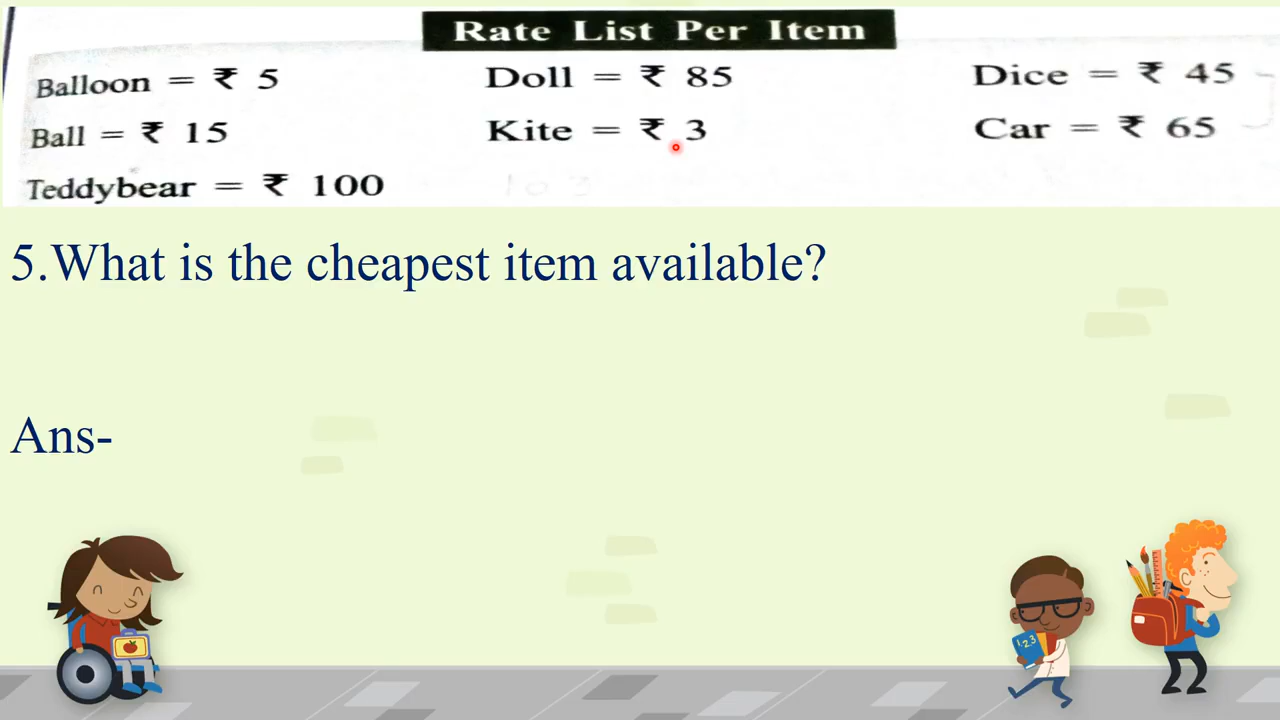 Rate List Per Item
Balloon = ₹ 5 Doll = ₹ 85 Dice = ₹ 45
Ball = ₹ 15 Kite = ₹ 3 Car = ₹ 65
Teddybear = ₹ 100
5.What is the cheapest item available?
Ans-